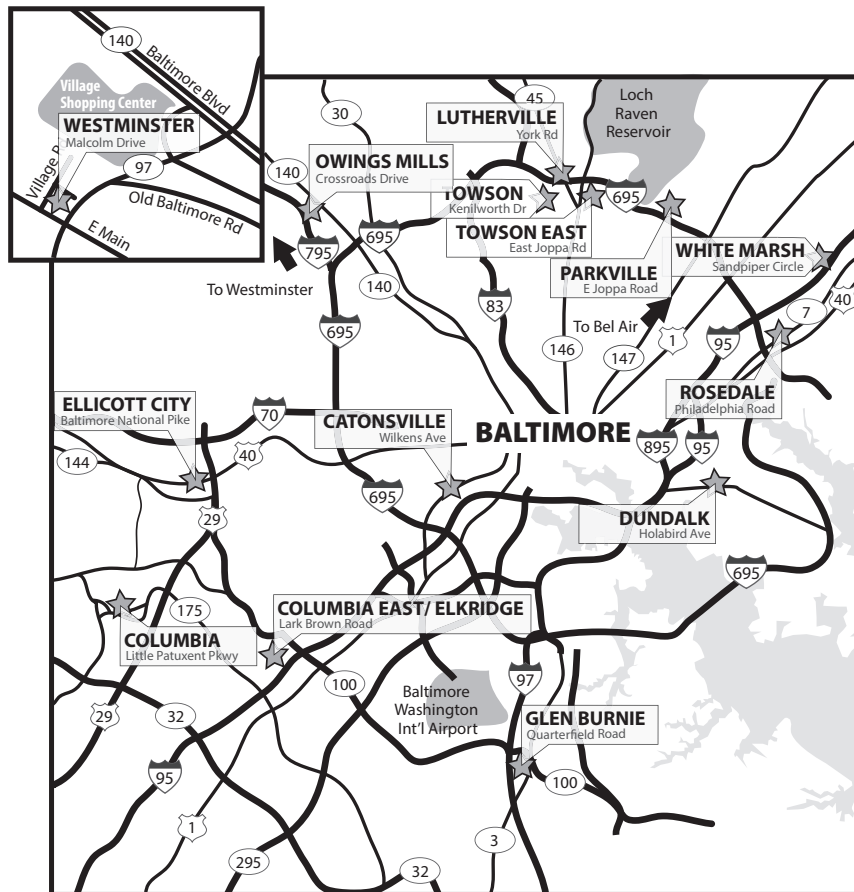 140
Baltimore Blvd
Village
Shopping Center
WESTMINSTER
Malcolm Drive
Village
97
Old Baltimore Rd
E Main
30
45
LUTHERVILLE
York Rd
Loch
Raven
Reservoir
140
OWINGS MILLS
Crossroads Drive
TOWSON
Kenilworth Dr
695
TOWSON EAST
East Joppa Rd
795
695
To Westminster
140
PARKVILLE
E Joppa Road
WHITE MARSH
Sandpiper Circle
83
To Bel Air
7
40
695
146
147
1
95
ELLICOTT CITY
Baltimore National Pike
70
CATONSVILLE
Wilkens Ave
BALTIMORE
ROSEDALE
Philadelphia Road
895
95
144
40
695
29
DUNDALK
Holabird Ave
695
175
COLUMBIA
Little Patuxent Pkwy
COLUMBIA EAST/ ELKRIDGE
Lark Brown Road
100
Baltimore
Washington
Int'l Airport
97
GLEN BURNIE
Quarterfield Road
29
32
95
100
1
3
295
32